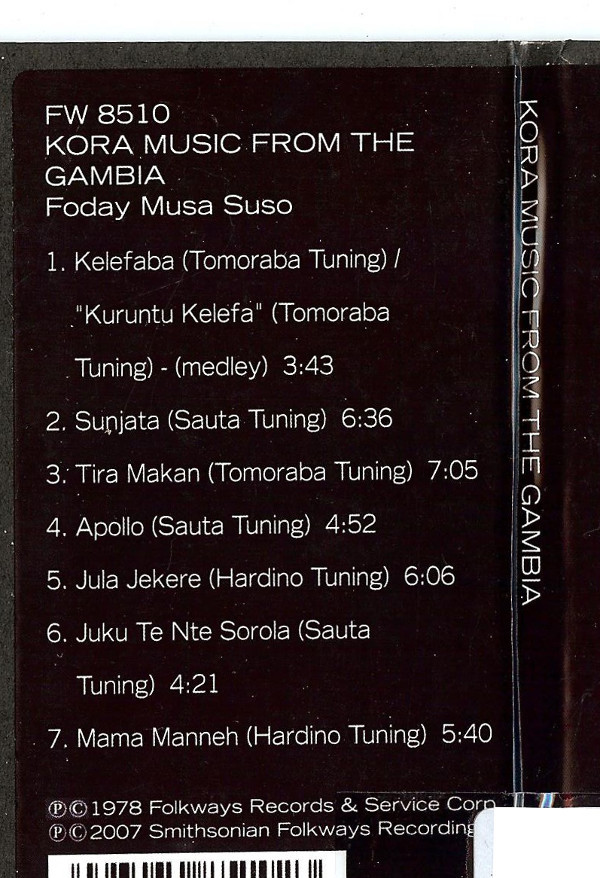 FW 8510
KORA MUSIC FROM THE
GAMBIA
Foday Musa Suso
1. Kelefaba (Tomoraba Tuning) /
"Kuruntu Kelefa" (Tomoraba
Tuning) - (medley) 3:43
2. Sunjata (Sauta Tuning) 6:36
3. Tira Makan (Tomoraba Tuning) 7:05
4. Apollo (Sauta Tuning) 4:52
5. Jula Jekere (Hardino Tuning) 6:06
6. Juku Te Nte Sorola (Sauta
Tuning) 4:21
7. Mama Manneh (Hardino Tuning) 5:40
℗©1978 Folkways Records & Service Corp
℗©2007 Smithsonian Folkways Recording
KORA MUSIC FROM THE GAMBIA